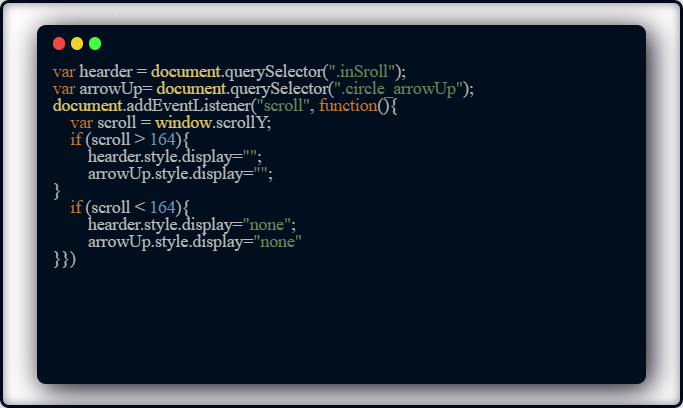 var hearder = document.querySelector(".inSroll");
var arrowUp= document.querySelector(".circle_arrowUp");
document.addEventListener("scroll", function(){
    var scroll = window.scrollY;
    if (scroll > 164){
        hearder.style.display="";
        arrowUp.style.display="";
}
    if (scroll < 164){
        hearder.style.display="none";
        arrowUp.style.display="none"
}})